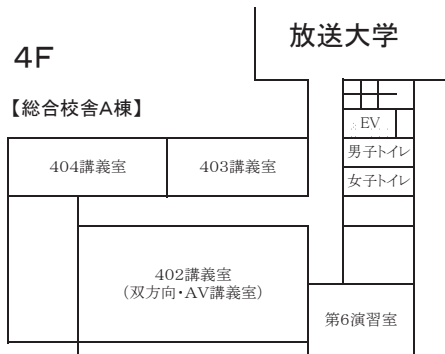 放送大学
4F
【総合校舎A棟】
EV
男子トイレ
404講義室
403講義室
女子トイレ
402講義室
（双方向・AV講義室）
第6演習室